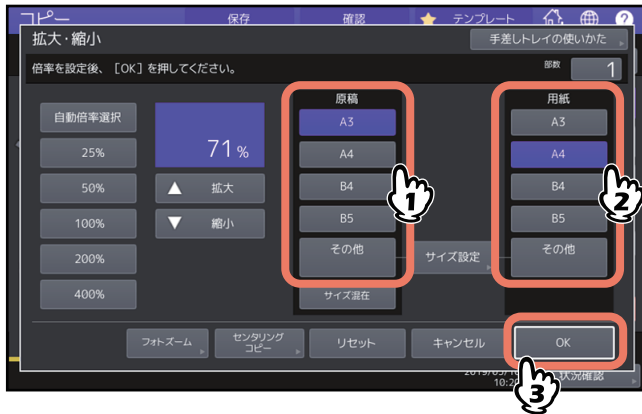 コピー 保存 確認 テンプレート ?
拡大・縮小 手差しトレイの使いかた
倍率を設定後、[OK]を押してください。 部数 1
原稿 用紙
自動倍率選択 71% A3 A3
25% A4 A4
50% 拡大 B4 B4
100% 縮小 B5 B5
200% その他 サイズ設定 その他
400% サイズ混在
フォトズーム センタリング リセット キャンセル OK
コピー
状況確認
10:2
1
2
3